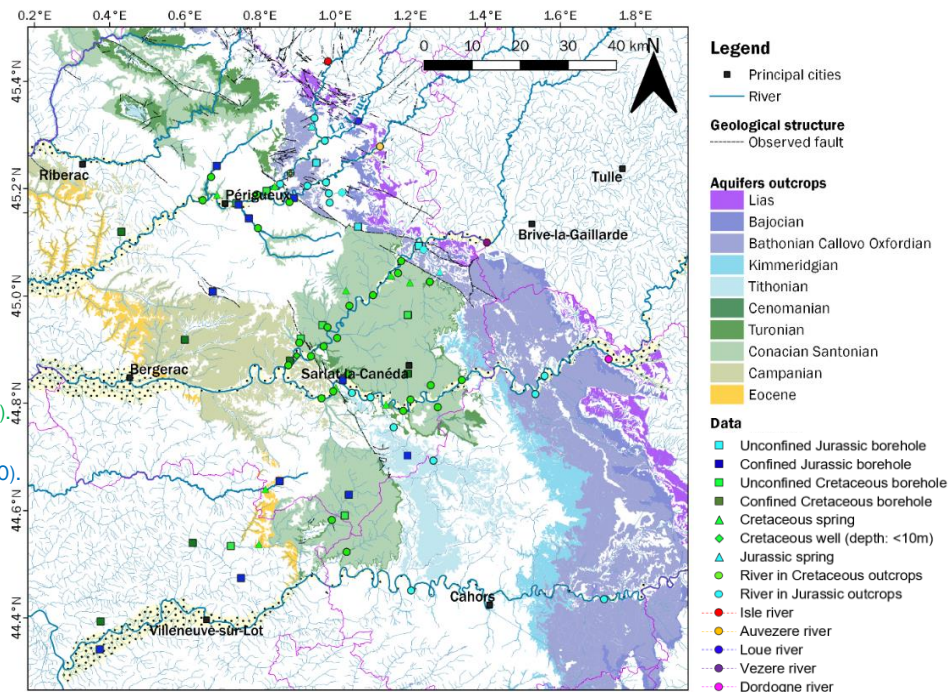 0.2°E 0.4°E 0.6°E 0.8°E 1.0°E 1.2°E 1.4°E 1.6°E 1.8°E
0 10 20 30 40 km
N
45.4°N
45.2°N
45.0°N
44.8°N
44.6°N
44.4°N
Riberac
Périgueux
Tulle
Brive-la-Gaillarde
Bergerac
Sarlat-la-Canéda
Cahors
Villeneuve-sur-Lot
).
0).
Legend
Principal cities
River
Geological structure
Observed fault
Aquifers outcrops
Lias
Bajocian
Bathonian Callovo Oxfordian
Kimmeridgian
Tithonian
Cenomanian
Turonian
Conacian Santonian
Campanian
Eocene
Data
Unconfined Jurassic borehole
Confined Jurassic borehole
Unconfined Cretaceous borehole
Confined Cretaceous borehole
Cretaceous spring
Cretaceous well (depth: <10m)
Jurassic spring
River in Cretaceous outcrops
River in Jurassic outcrops
Isle river
Auvezere river
Loue river
Vezere river
Dordogne river